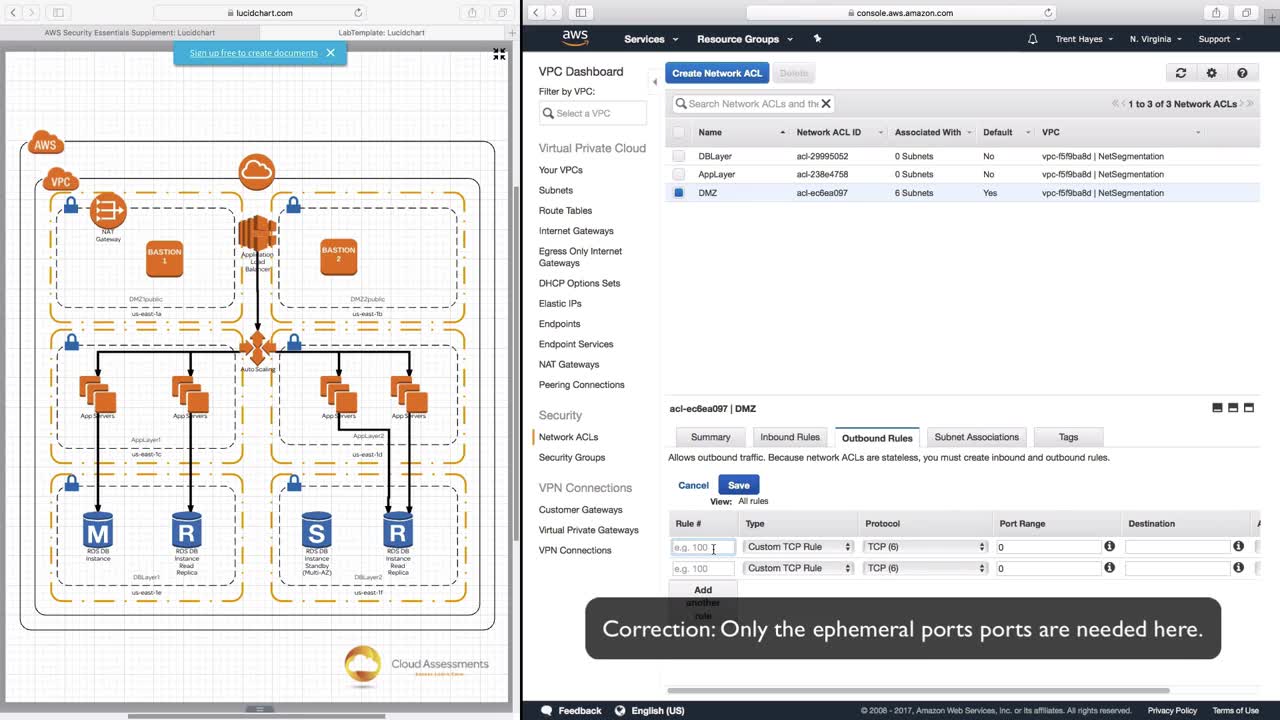 lucidchart.com
AWS Security Essentials Supplement: Lucidchart
LabTemplate: Lucidchart
Sign up free to create documents
AWS
VPC
NAT
Gateway
BASTION
1
Application
Load
Balancer
BASTION
2
DMZ1public
us-east-1a
DMZ2public
us-east-1b
Auto Scaling
App Servers
App Servers
App Servers
App Servers
AppLayer1
us-east-1c
AppLayer2
us-east-1d
M
RDS DB
Instance
R
RDS DB
Instance
Read
Replica
S
RDS DB
Instance
Standby
(Multi-AZ)
R
RDS DB
Instance
Read
Replica
DBLayer1
us-east-1e
DBLayer2
us-east-1f
Cloud Assessments
console.aws.amazon.com
aws
Services
Resource Groups
Trent Hayes
N. Virginia
Support
VPC Dashboard
Filter by VPC:
Select a VPC
Virtual Private Cloud
Your VPCs
Subnets
Route Tables
Internet Gateways
Egress Only Internet
Gateways
DHCP Options Sets
Elastic IPs
Endpoints
Endpoint Services
NAT Gateways
Peering Connections
Security
Network ACLs
Security Groups
VPN Connections
Customer Gateways
Virtual Private Gateways
VPN Connections
Create Network ACL
Delete
Search Network ACLs and the
1 to 3 of 3 Network ACLs
Name Network ACL ID Associated With Default VPC
DBLayer acl-29995052 0 Subnets No vpc-f5f9ba8d | NetSegmentation
AppLayer acl-238e4758 0 Subnets No vpc-f5f9ba8d | NetSegmentation
DMZ acl-ec6ea097 6 Subnets Yes vpc-f5f9ba8d | NetSegmentation
acl-ec6ea097 | DMZ
Summary Inbound Rules Outbound Rules Subnet Associations Tags
Allows outbound traffic. Because network ACLs are stateless, you must create inbound and outbound rules.
Cancel Save
View: All rules
Rule # Type Protocol Port Range Destination A
e.g. 100 Custom TCP Rule TCP (6) 0
e.g. 100 Custom TCP Rule TCP (6) 0
Add
another
rule
Correction: Only the ephemeral ports ports are needed here.
Feedback
English (US)
© 2008 - 2017, Amazon Web Services, Inc. or its affiliates. All rights reserved.
Privacy Policy
Terms of Use